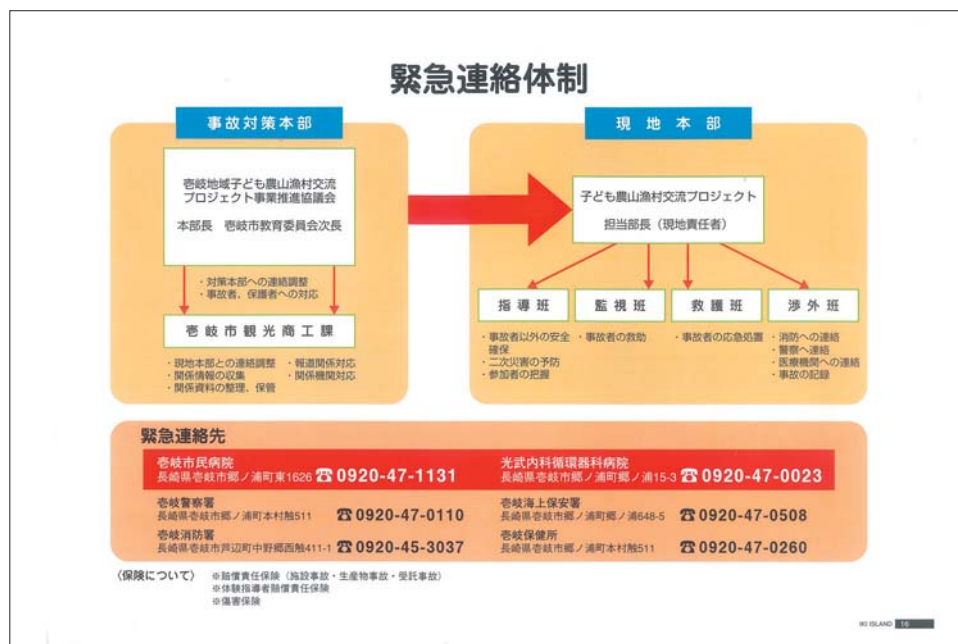 緊急連絡体制
事故対策本部
壱岐地域子ども農山漁村交流
プロジェクト事業推進協議会
本部長 壱岐市教育委員会次長
・対策本部への連絡調整
・事故者、保護者への対応
壱岐市観光商工課
・現地本部との連絡調整 ・報道関係対応
・関係情報の収集 ・関係機関対応
・関係資料の整理、保管
現地本部
子ども農山漁村交流プロジェクト
担当部長（現地責任者）
指導班
・事故者以外の安全
確保
・二次災害の予防
・参加者の把握
監視班
・事故者の救助
救護班
・事故者の応急処置
渉外班
・消防への連絡
・警察へ連絡
・医療機関への連絡
・事故の記録
緊急連絡先
壱岐市民病院
長崎県壱岐市郷ノ浦町東1626 ☎0920-47-1131
光武内科循環器科病院
長崎県壱岐市郷ノ浦町郷ノ浦15-3 ☎0920-47-0023
壱岐警察署
長崎県壱岐市郷ノ浦町本村触511 ☎0920-47-0110
壱岐海上保安署
長崎県壱岐市郷ノ浦町郷ノ浦648-5 ☎0920-47-0508
壱岐消防署
長崎県壱岐市芦辺町中野郷西触411-1 ☎0920-45-3037
壱岐保健所
長崎県壱岐市郷ノ浦町本村触511 ☎0920-47-0260
〈保険について〉 ※賠償責任保険（施設事故・生産物事故・受託事故）
※体験指導者賠償責任保険
※傷害保険
IKI ISLAND 16